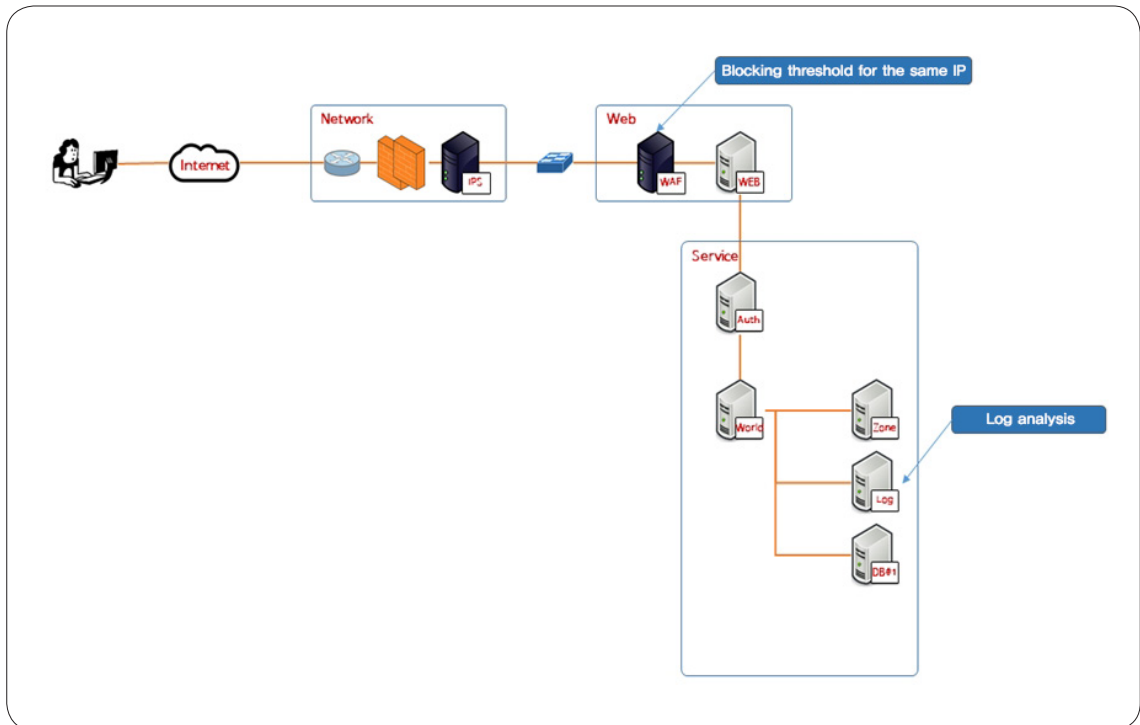 Blocking threshold for the same IP
Network
Web
Internet
IPS
WAF
WEB
Service
Auth
World
Zone
Log analysis
Log
DB#1